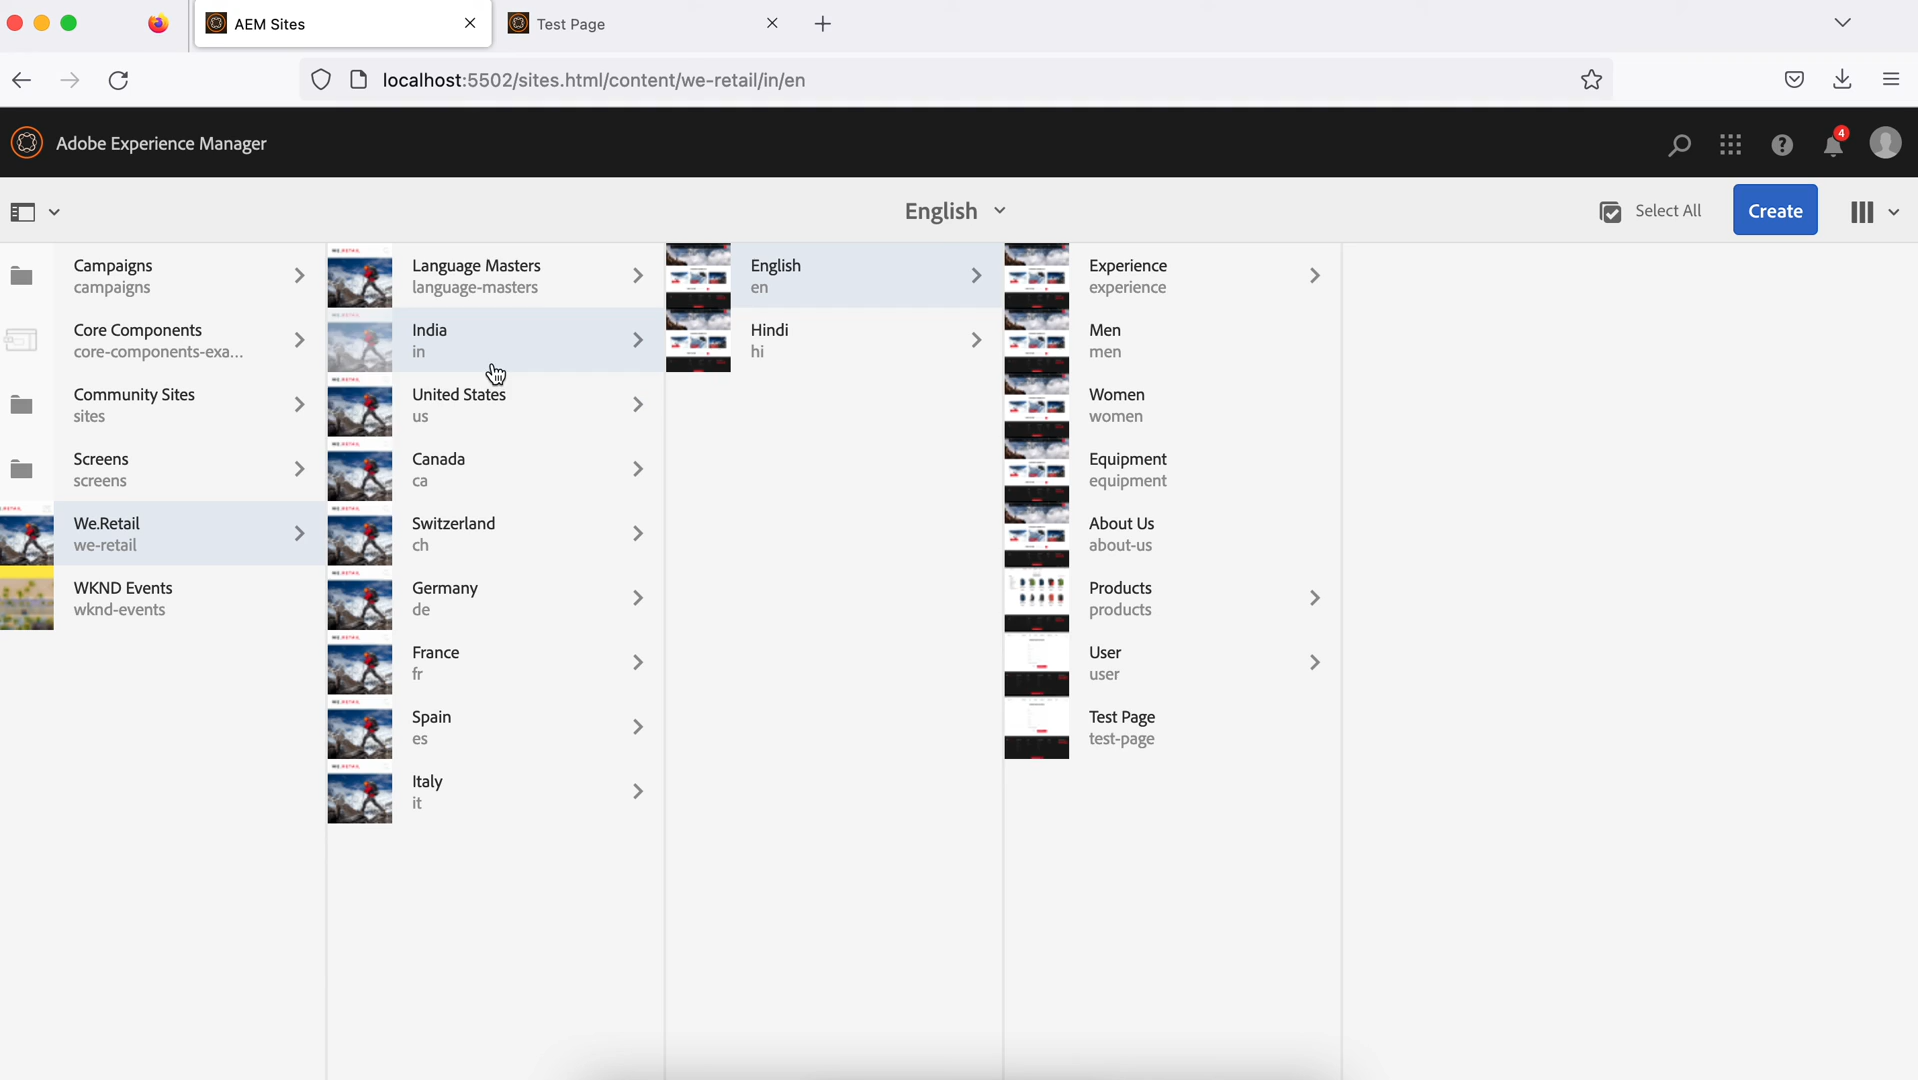 AEM Sites
Test Page
localhost:5502/sites.html/content/we-retail/in/en
Adobe Experience Manager
4
English
Select All
Create
Campaigns
campaigns
Core Components
core-components-exa...
Community Sites
sites
Screens
screens
We.Retail
we-retail
WKND Events
wknd-events
Language Masters
language-masters
India
in
United States
us
Canada
ca
Switzerland
ch
Germany
de
France
fr
Spain
es
Italy
it
English
en
Hindi
hi
Experience
experience
Men
men
Women
women
Equipment
equipment
About Us
about-us
Products
products
User
user
Test Page
test-page